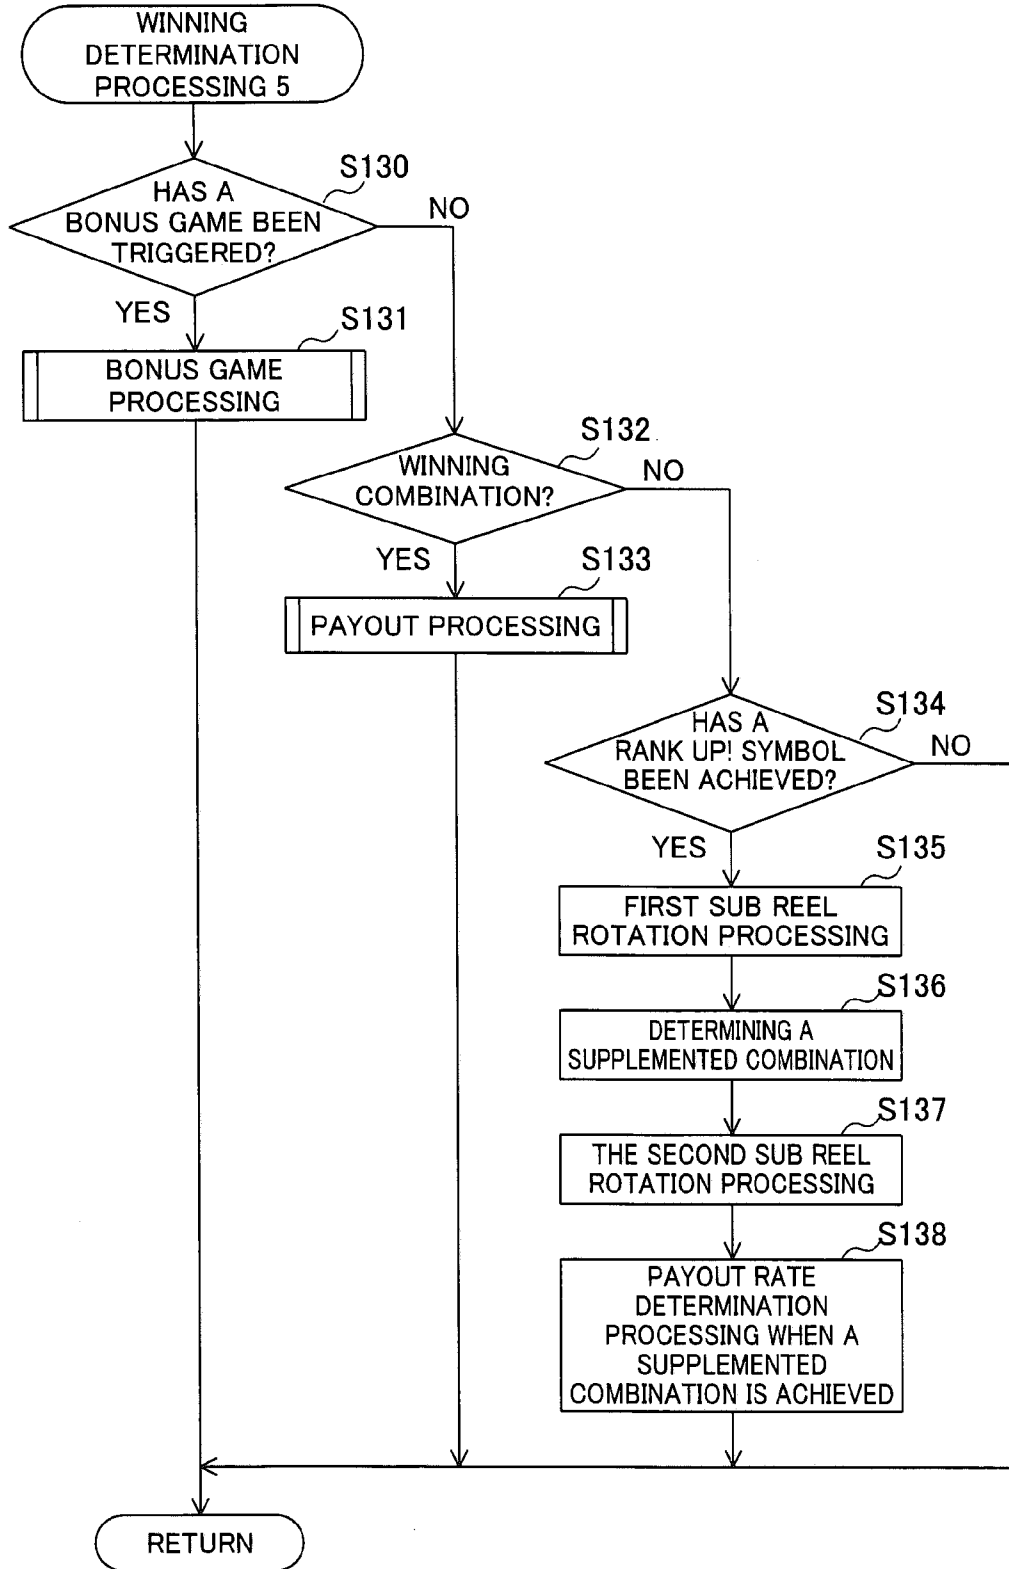 WINNING
DETERMINATION
PROCESSING 5
S130
HAS A
BONUS GAME BEEN
TRIGGERED?
NO
YES
S131
BONUS GAME
PROCESSING
S132
WINNING
COMBINATION?
NO
YES
S133
PAYOUT PROCESSING
S134
HAS A
RANK UP! SYMBOL
BEEN ACHIEVED?
NO
YES
S135
FIRST SUB REEL
ROTATION PROCESSING
S136
DETERMINING A
SUPPLEMENTED COMBINATION
S137
THE SECOND SUB REEL
ROTATION PROCESSING
S138
PAYOUT RATE
DETERMINATION
PROCESSING WHEN A
SUPPLEMENTED
COMBINATION IS ACHIEVED
RETURN